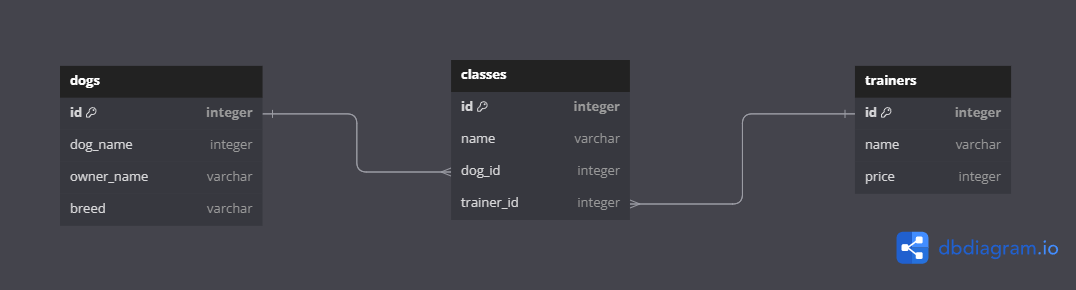 dogs
id integer
dog_name integer
owner_name varchar
breed varchar
classes
id integer
name varchar
dog_id integer
trainer_id integer
trainers
id integer
name varchar
price integer
dbdiagram.io